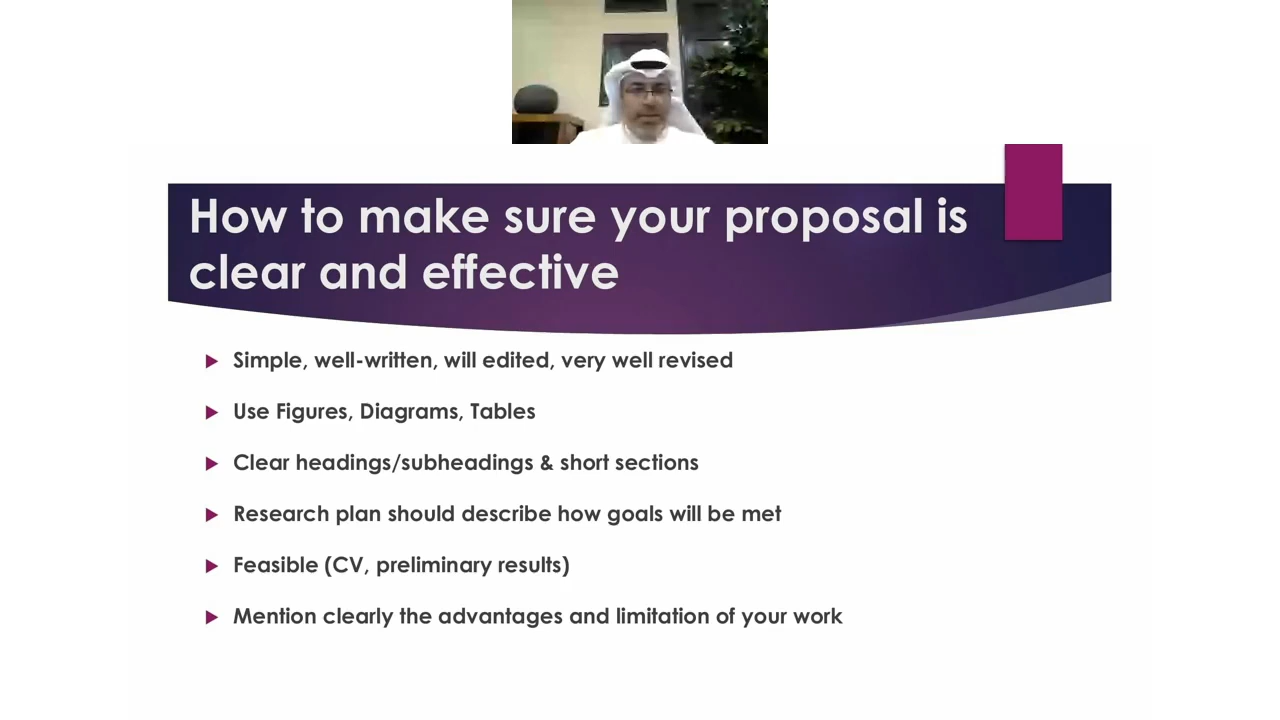 How to make sure your proposal is
clear and effective
Simple, well-written, will edited, very well revised
Use Figures, Diagrams, Tables
Clear headings/subheadings & short sections
Research plan should describe how goals will be met
Feasible (CV, preliminary results)
Mention clearly the advantages and limitation of your work